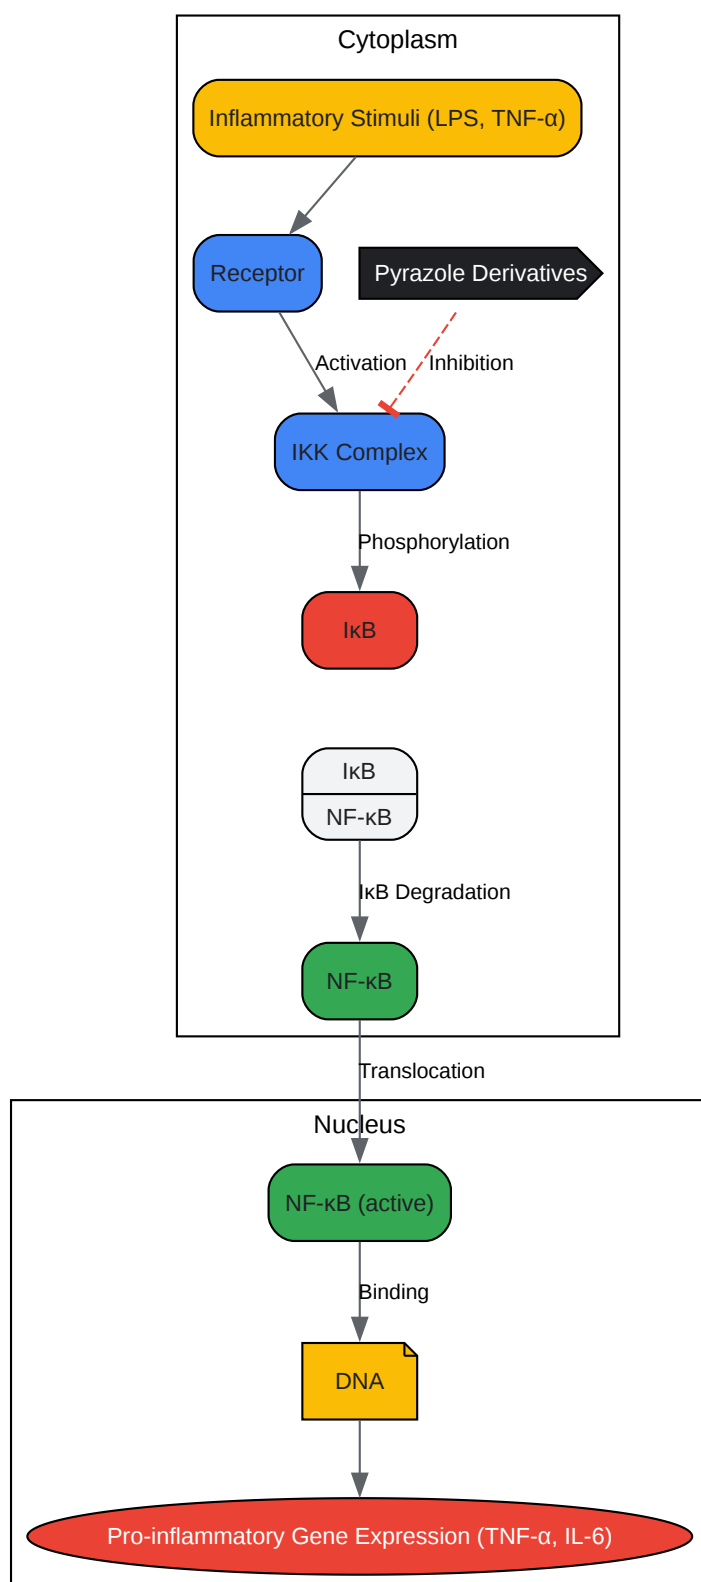 Cytoplasm
Inflammatory Stimuli (LPS, TNF-α)
Receptor
Pyrazole Derivatives
Activation
Inhibition
IKK Complex
Phosphorylation
IκB
IκB
NF-κB
IκB Degradation
NF-κB
Translocation
Nucleus
NF-κB (active)
Binding
DNA
Pro-inflammatory Gene Expression (TNF-α, IL-6)